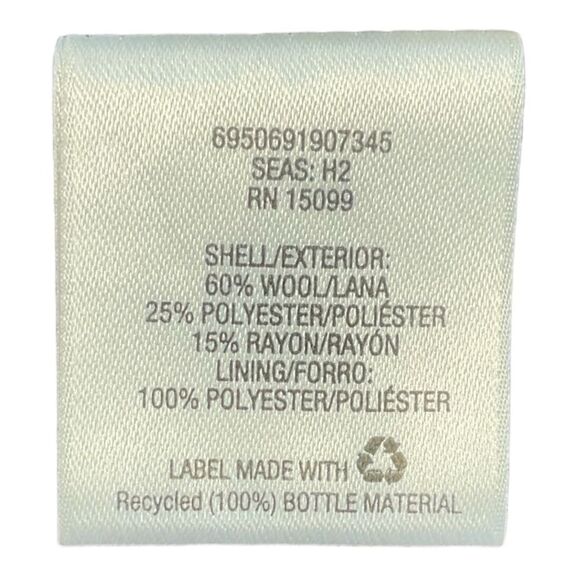 6950691907345
SEAS: H2
RN 15099
SHELL/EXTERIOR:
60% WOOL/LANA
25% POLYESTER/POLIÉSTER
15% RAYON/RAYÓN
LINING/FORRO:
100% POLYESTER/POLIÉSTER
LABEL MADE WITH
Recycled (100%) BOTTLE MATERIAL